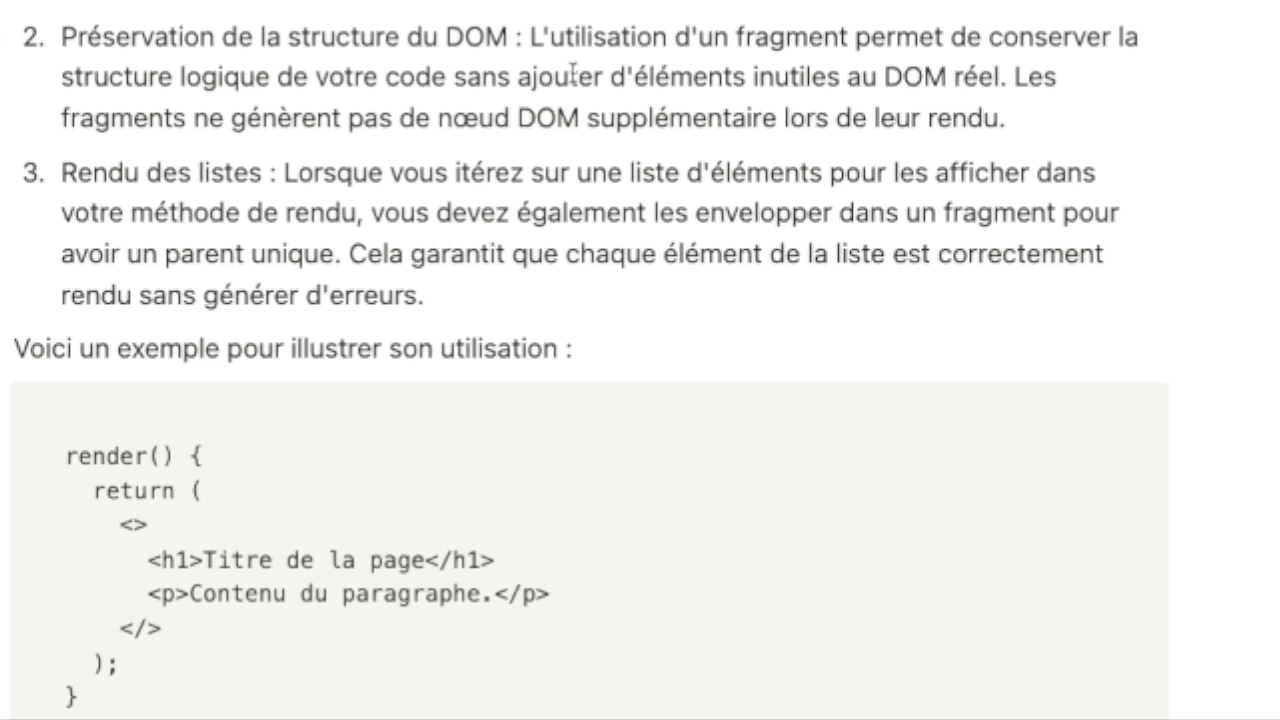 2. Préservation de la structure du DOM : L'utilisation d'un fragment permet de conserver la
structure logique de votre code sans ajouter d'éléments inutiles au DOM réel. Les
fragments ne génèrent pas de nœud DOM supplémentaire lors de leur rendu.
3. Rendu des listes : Lorsque vous itérez sur une liste d'éléments pour les afficher dans
votre méthode de rendu, vous devez également les envelopper dans un fragment pour
avoir un parent unique. Cela garantit que chaque élément de la liste est correctement
rendu sans générer d'erreurs.
Voici un exemple pour illustrer son utilisation :
render() {
return (
<>
<h1>Titre de la page</h1>
<p>Contenu du paragraphe.</p>
</>
);
}